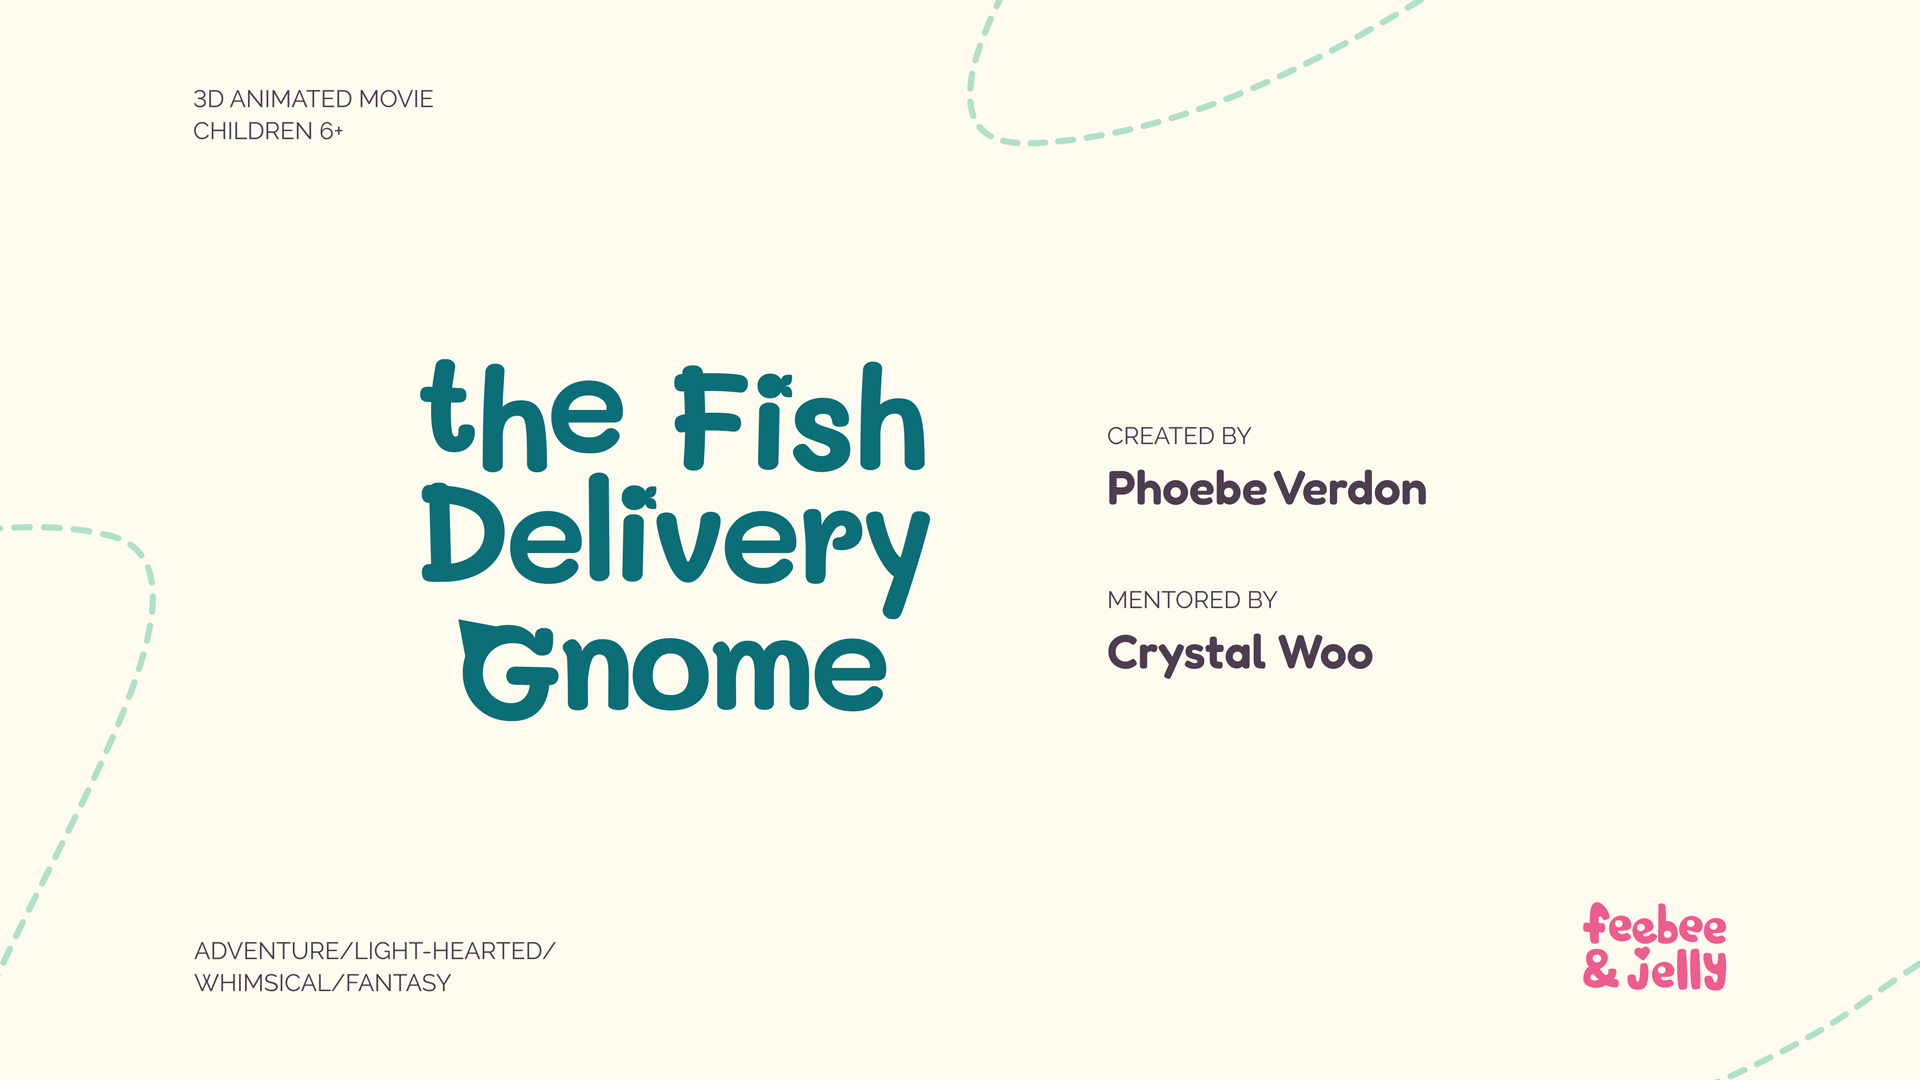 3D ANIMATED MOVIE
CHILDREN 6+
the Fish
Delivery
Gnome
CREATED BY
Phoebe Verdon
MENTORED BY
Crystal Woo
ADVENTURE/LIGHT-HEARTED/
WHIMSICAL/FANTASY
feebee
& jelly